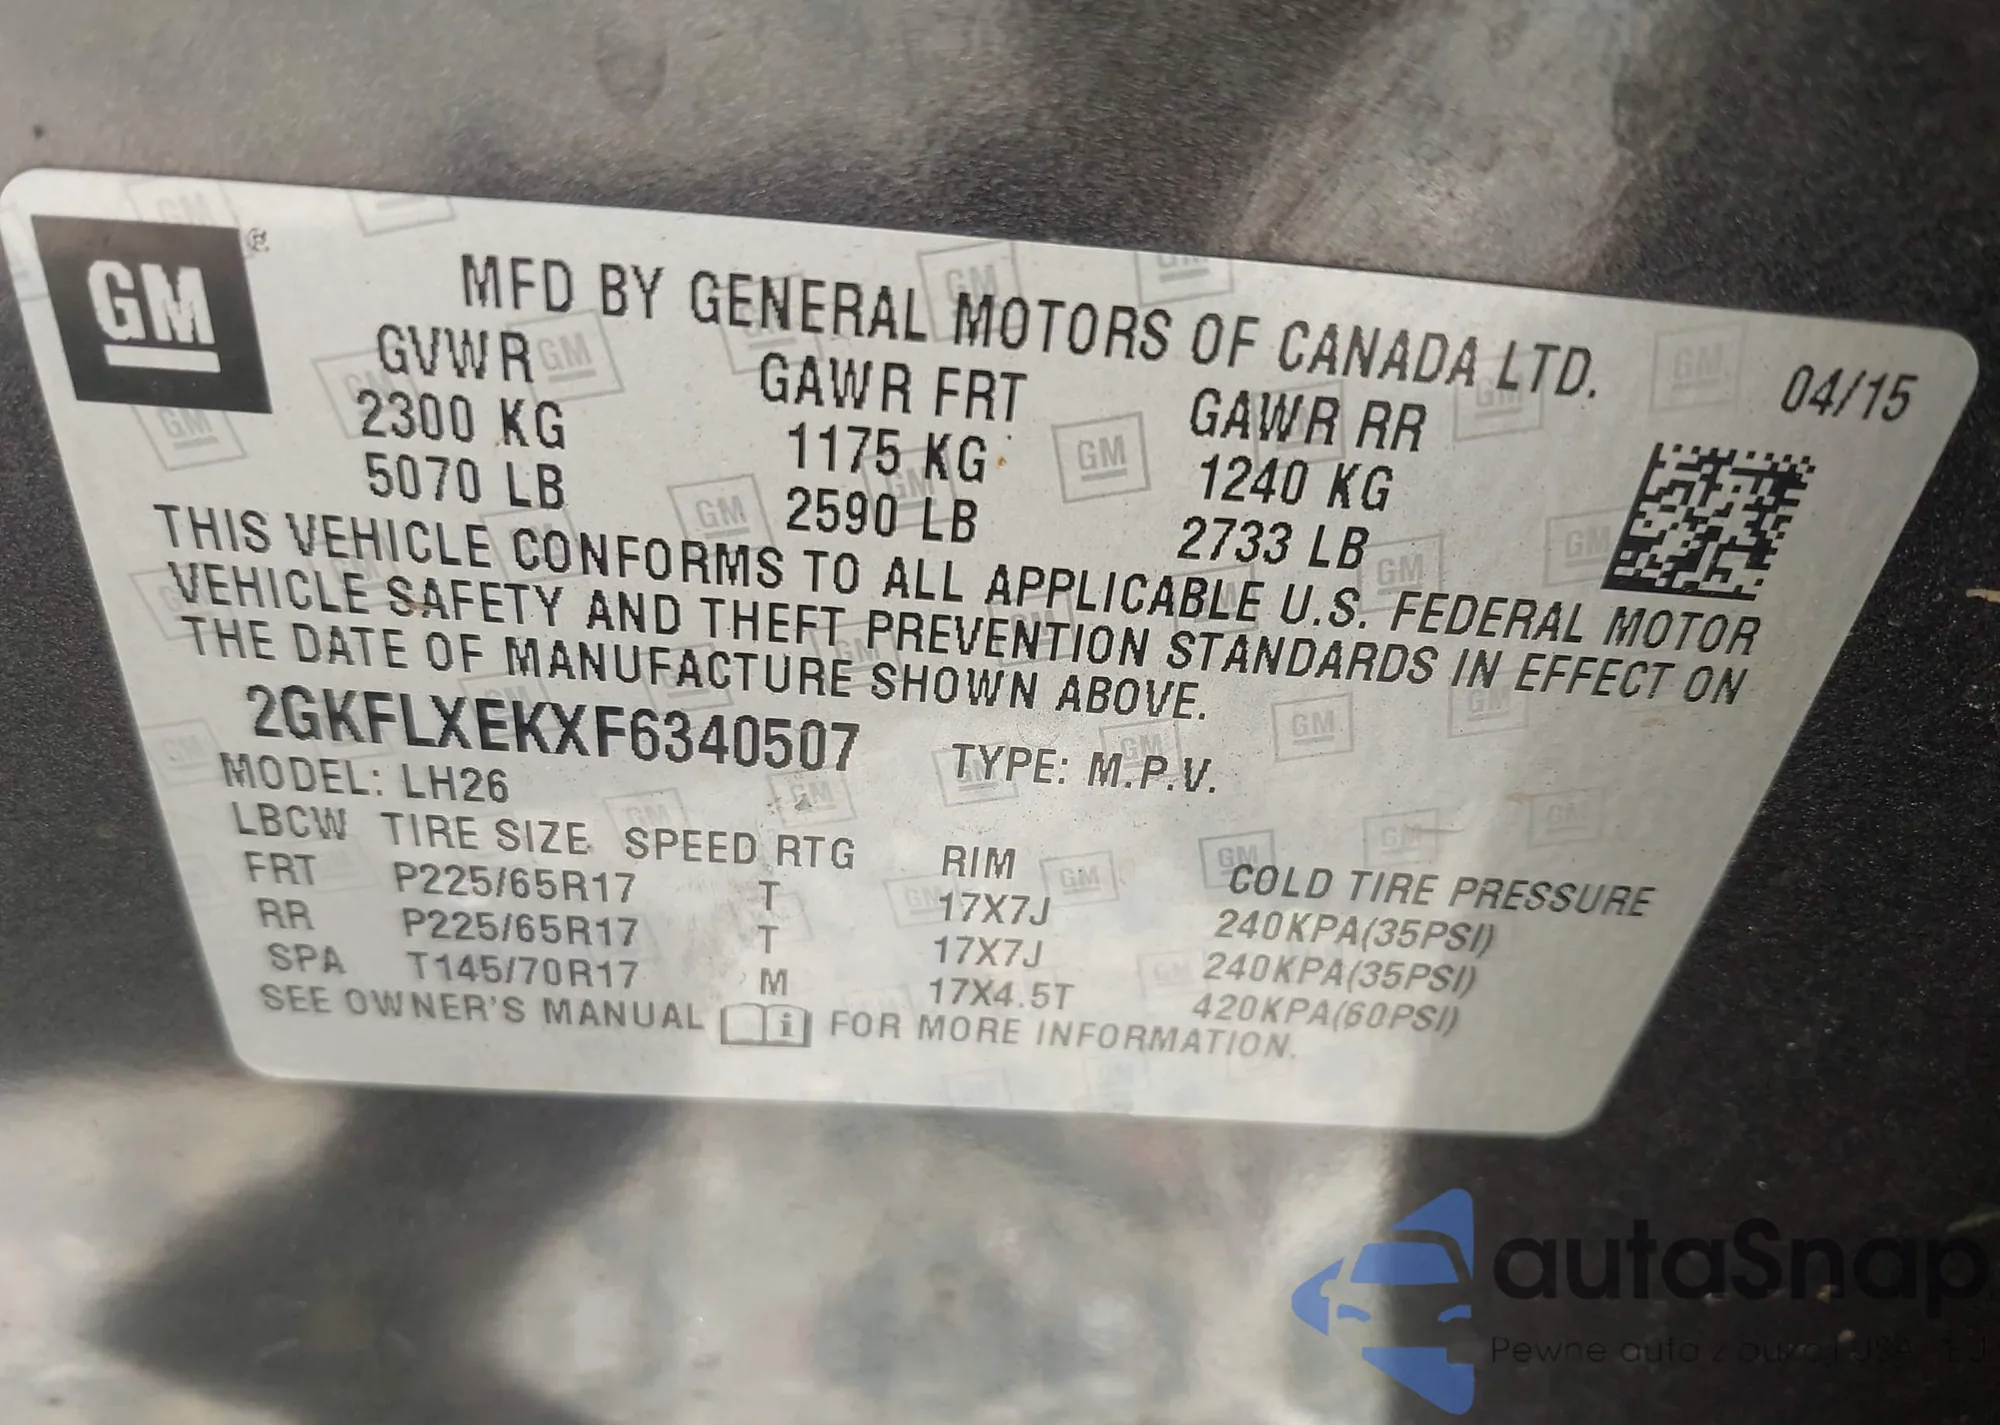 GM ®
MFD BY GENERAL MOTORS OF CANADA LTD.
04/15
GVWR GAWR FRT GAWR RR
2300 KG 1175 KG 1240 KG
5070 LB 2590 LB 2733 LB
THIS VEHICLE CONFORMS TO ALL APPLICABLE U.S. FEDERAL MOTOR
VEHICLE SAFETY AND THEFT PREVENTION STANDARDS IN EFFECT ON
THE DATE OF MANUFACTURE SHOWN ABOVE.
2GKFLXEKXF6340507 TYPE: M.P.V.
MODEL: LH26
LBCW TIRE SIZE SPEED RTG RIM COLD TIRE PRESSURE
FRT P225/65R17 T 17X7J 240KPA(35PSI)
RR P225/65R17 T 17X7J 240KPA(35PSI)
SPA T145/70R17 M 17X4.5T 420KPA(60PSI)
SEE OWNER'S MANUAL i FOR MORE INFORMATION.
autaSnap
Pewne auta z aukcji USA